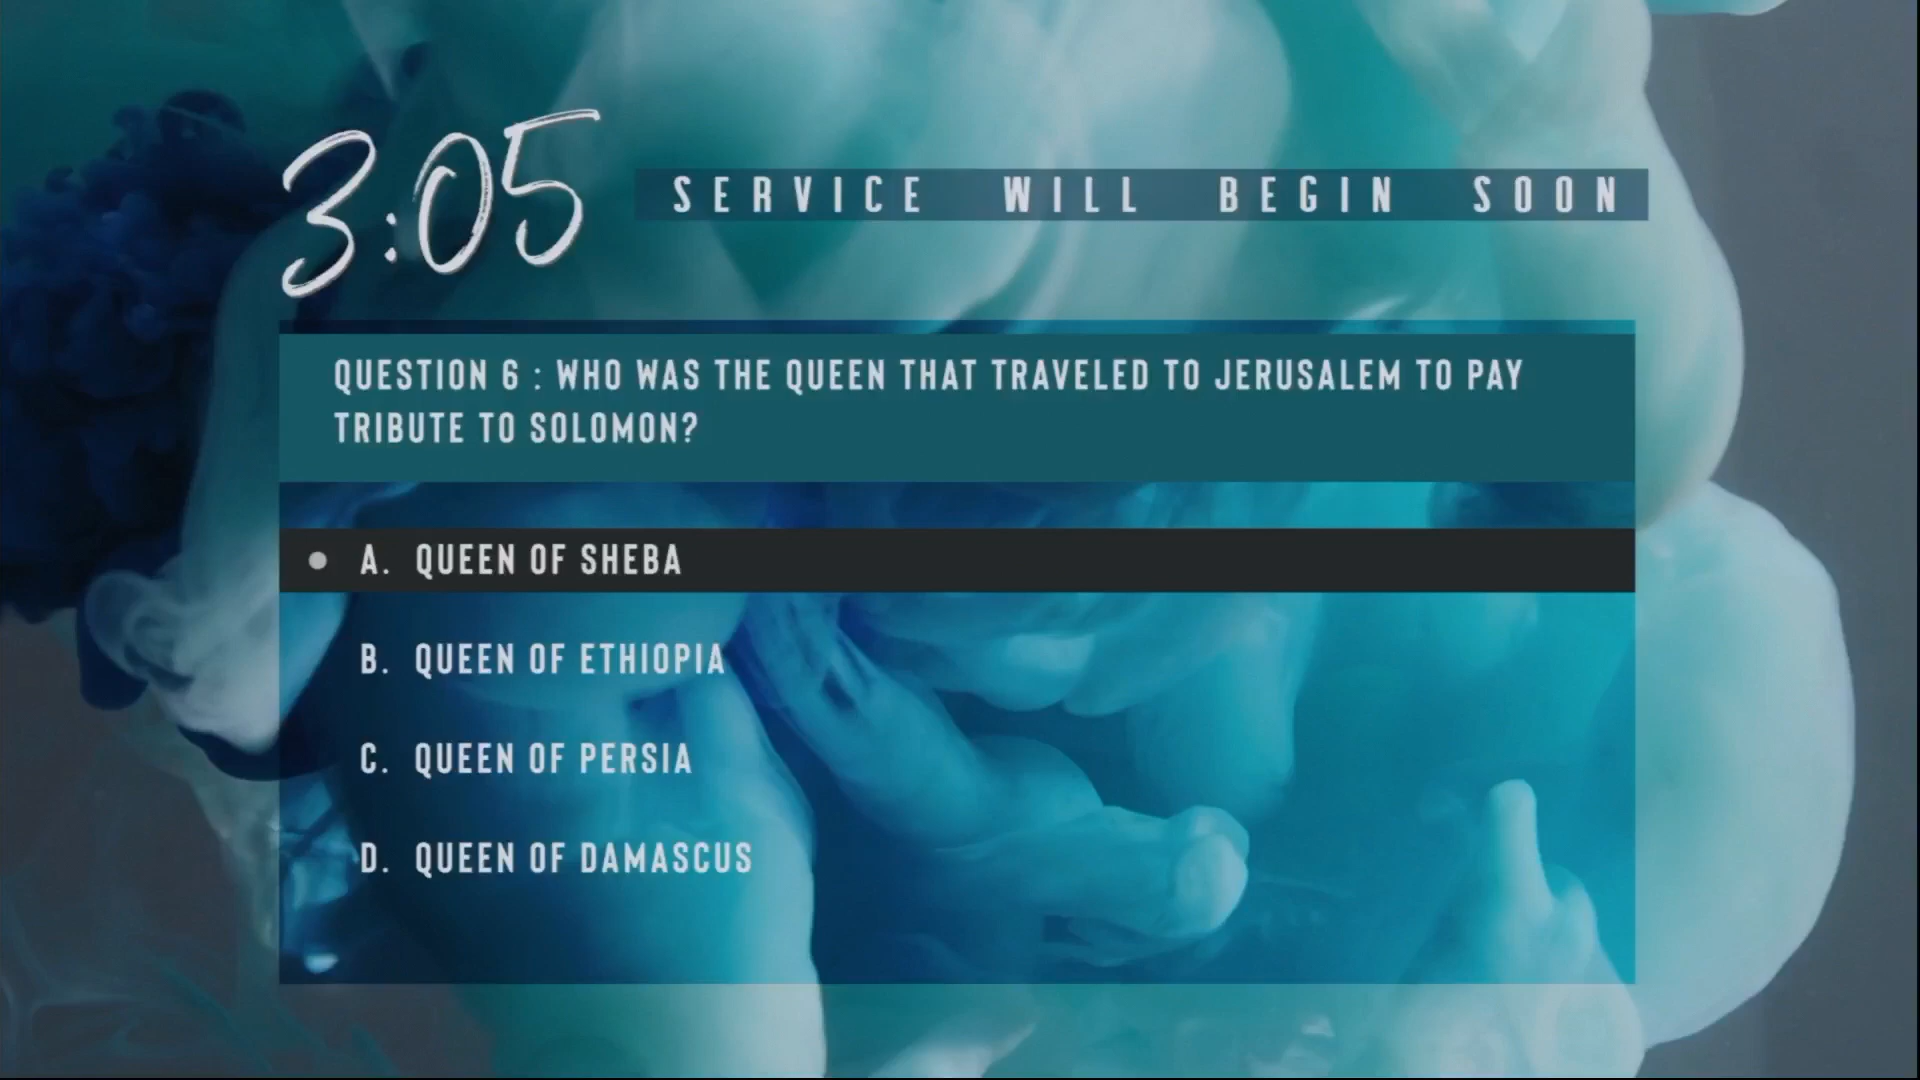 3:05
SERVICE WILL BEGIN SOON
QUESTION 6 : WHO WAS THE QUEEN THAT TRAVELED TO JERUSALEM TO PAY
TRIBUTE TO SOLOMON?
A. QUEEN OF SHEBA
B. QUEEN OF ETHIOPIA
C. QUEEN OF PERSIA
D. QUEEN OF DAMASCUS